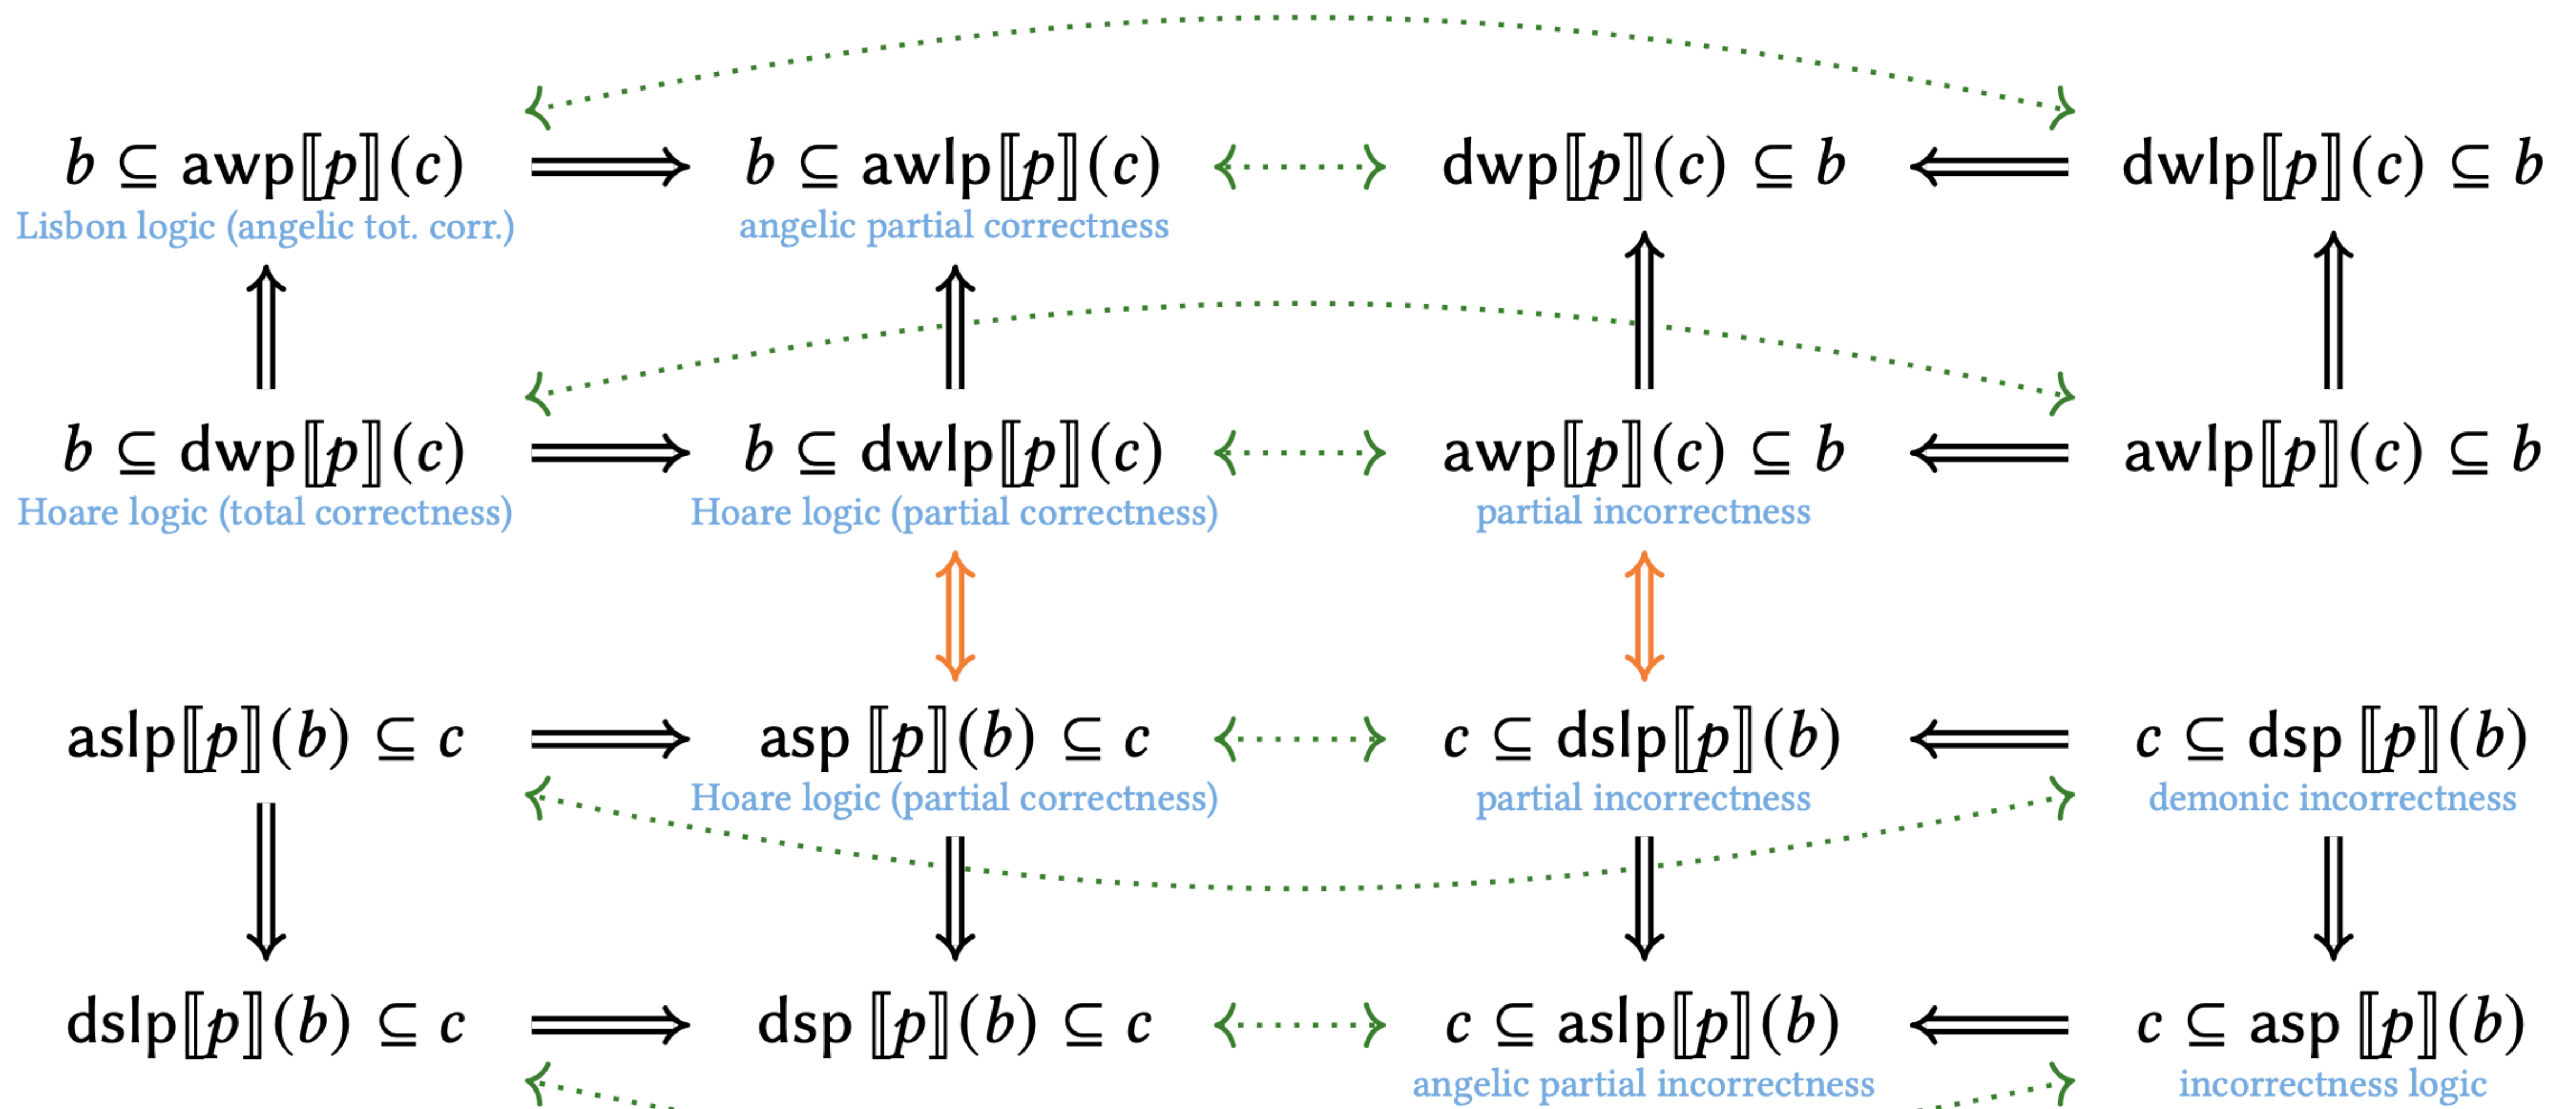 b ⊆ awp⟦p⟧(c) ⟹ b ⊆ awlp⟦p⟧(c) dwp⟦p⟧(c) ⊆ b ⟸ dwlp⟦p⟧(c) ⊆ b
Lisbon logic (angelic tot. corr.) angelic partial correctness
b ⊆ dwp⟦p⟧(c) ⟹ b ⊆ dwlp⟦p⟧(c) awp⟦p⟧(c) ⊆ b ⟸ awlp⟦p⟧(c) ⊆ b
Hoare logic (total correctness) Hoare logic (partial correctness) partial incorrectness
aslp⟦p⟧(b) ⊆ c ⟹ asp ⟦p⟧(b) ⊆ c c ⊆ dslp⟦p⟧(b) ⟸ c ⊆ dsp ⟦p⟧(b)
Hoare logic (partial correctness) partial incorrectness demonic incorrectness
dslp⟦p⟧(b) ⊆ c ⟹ dsp ⟦p⟧(b) ⊆ c c ⊆ aslp⟦p⟧(b) ⟸ c ⊆ asp ⟦p⟧(b)
angelic partial incorrectness incorrectness logic